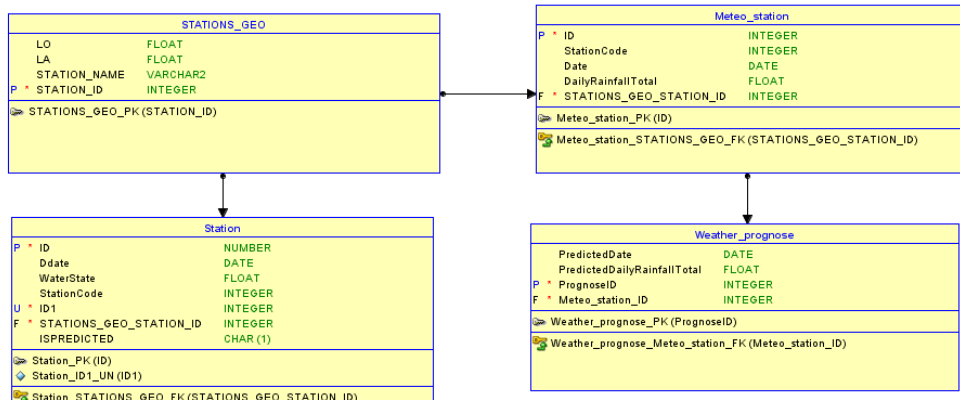 STATIONS_GEO
LO FLOAT
LA FLOAT
STATION_NAME VARCHAR2
P * STATION_ID INTEGER
STATIONS_GEO_PK (STATION_ID)
Meteo_station
P * ID INTEGER
StationCode INTEGER
Date DATE
DailyRainfallTotal FLOAT
F * STATIONS_GEO_STATION_ID INTEGER
Meteo_station_PK (ID)
Meteo_station_STATIONS_GEO_FK (STATIONS_GEO_STATION_ID)
Station
P * ID NUMBER
Ddate DATE
WaterState FLOAT
StationCode INTEGER
U * ID1 INTEGER
F * STATIONS_GEO_STATION_ID INTEGER
ISPREDICTED CHAR (1)
Station_PK (ID)
Station_ID1_UN (ID1)
Station_STATIONS_GEO_FK (STATIONS_GEO_STATION_ID)
Weather_prognose
PredictedDate DATE
PredictedDailyRainfallTotal FLOAT
P * PrognoseID INTEGER
F * Meteo_station_ID INTEGER
Weather_prognose_PK (PrognoseID)
Weather_prognose_Meteo_station_FK (Meteo_station_ID)